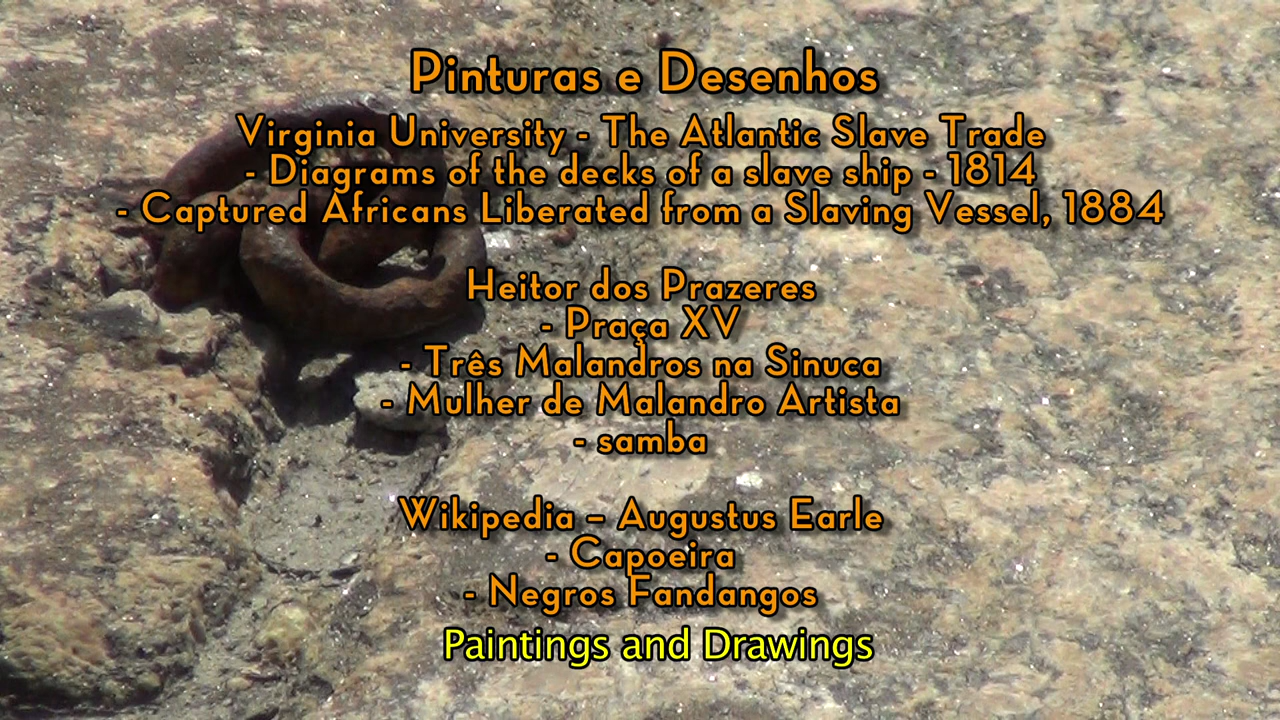 Pinturas e Desenhos
Virginia University - The Atlantic Slave Trade
- Diagrams of the decks of a slave ship - 1814
- Captured Africans Liberated from a Slaving Vessel, 1884
Heitor dos Prazeres
- Praça XV
- Três Malandros na Sinuca
- Mulher de Malandro Artista
- samba
Wikipedia – Augustus Earle
- Capoeira
- Negros Fandangos
Paintings and Drawings